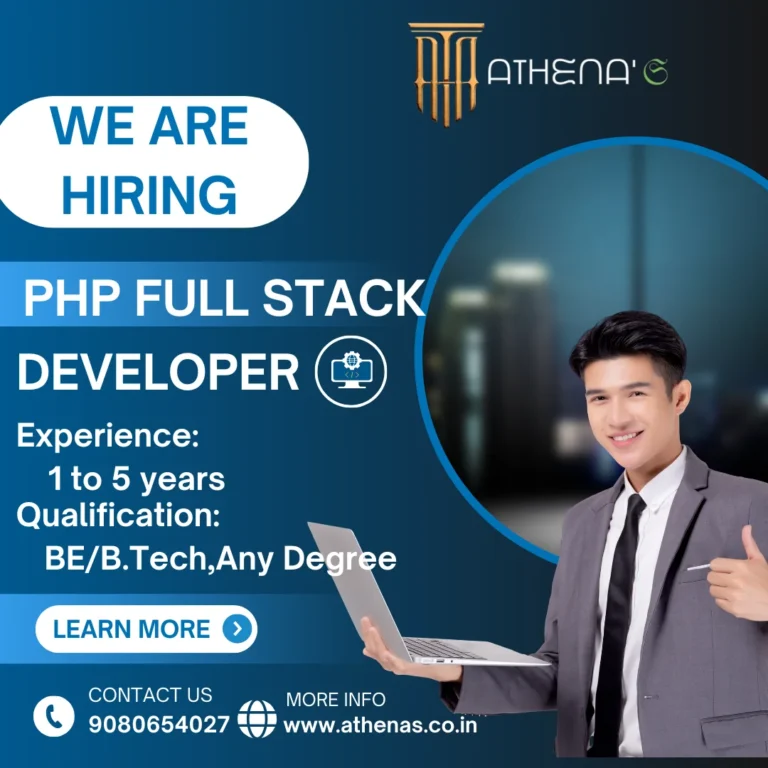 ATHENA'S
WE ARE
HIRING
PHP FULL STACK
DEVELOPER
</>
Experience:
1 to 5 years
Qualification:
BE/B.Tech,Any Degree
LEARN MORE
CONTACT US
9080654027
MORE INFO
www.athenas.co.in